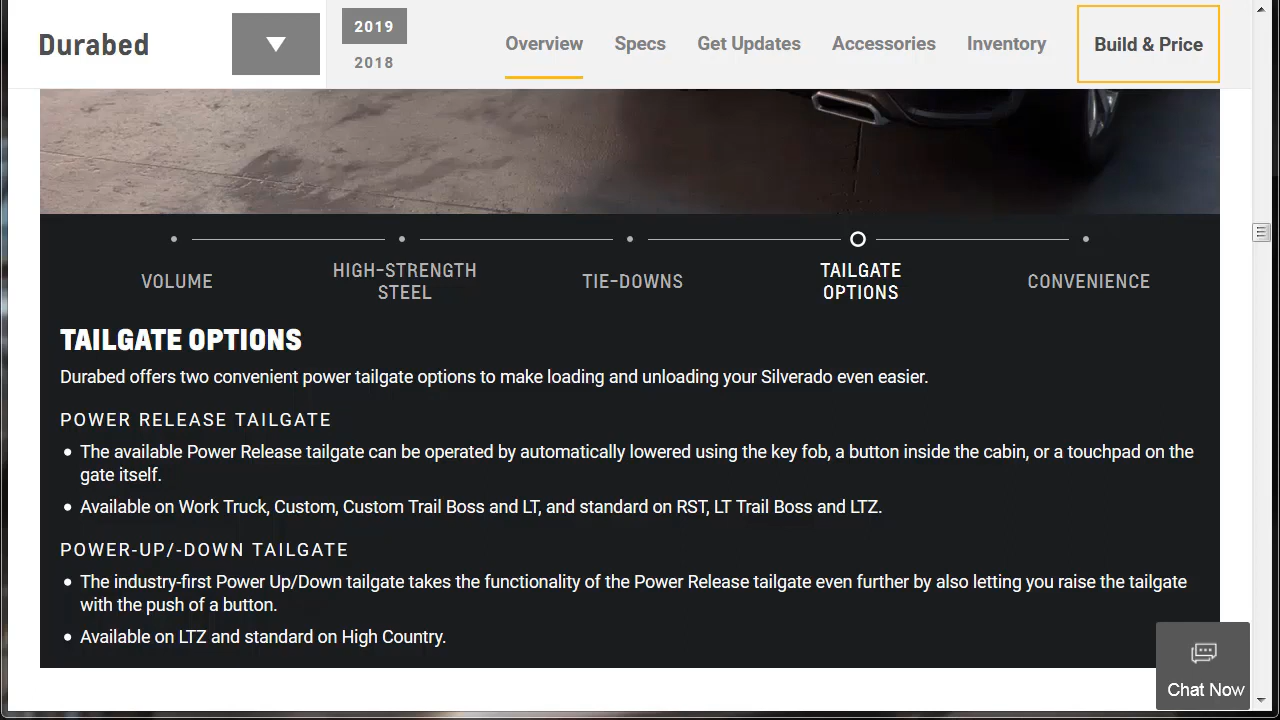 Durabed
2019
2018
Overview
Specs
Get Updates
Accessories
Inventory
Build & Price
VOLUME
HIGH-STRENGTH
STEEL
TIE-DOWNS
TAILGATE
OPTIONS
CONVENIENCE
TAILGATE OPTIONS
Durabed offers two convenient power tailgate options to make loading and unloading your Silverado even easier.
POWER RELEASE TAILGATE
• The available Power Release tailgate can be operated by automatically lowered using the key fob, a button inside the cabin, or a touchpad on the
gate itself.
• Available on Work Truck, Custom, Custom Trail Boss and LT, and standard on RST, LT Trail Boss and LTZ.
POWER-UP/-DOWN TAILGATE
• The industry-first Power Up/Down tailgate takes the functionality of the Power Release tailgate even further by also letting you raise the tailgate
with the push of a button.
• Available on LTZ and standard on High Country.
Chat Now